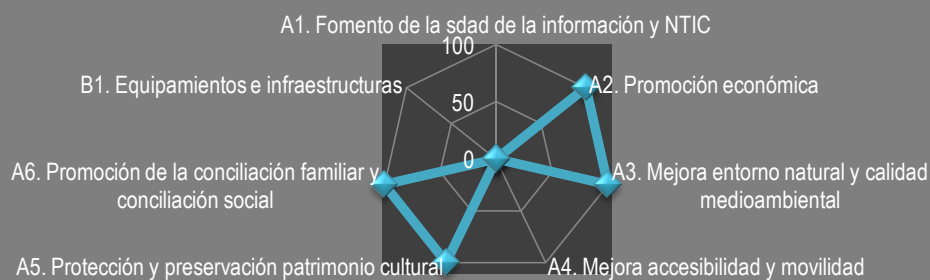 A1. Fomento de la sdad de la información y NTIC
100
B1. Equipamientos e infraestructuras
A2. Promoción económica
50
0
A6. Promoción de la conciliación familiar y
conciliación social
A3. Mejora entorno natural y calidad
medioambiental
A5. Protección y preservación patrimonio cultural
A4. Mejora accesibilidad y movilidad